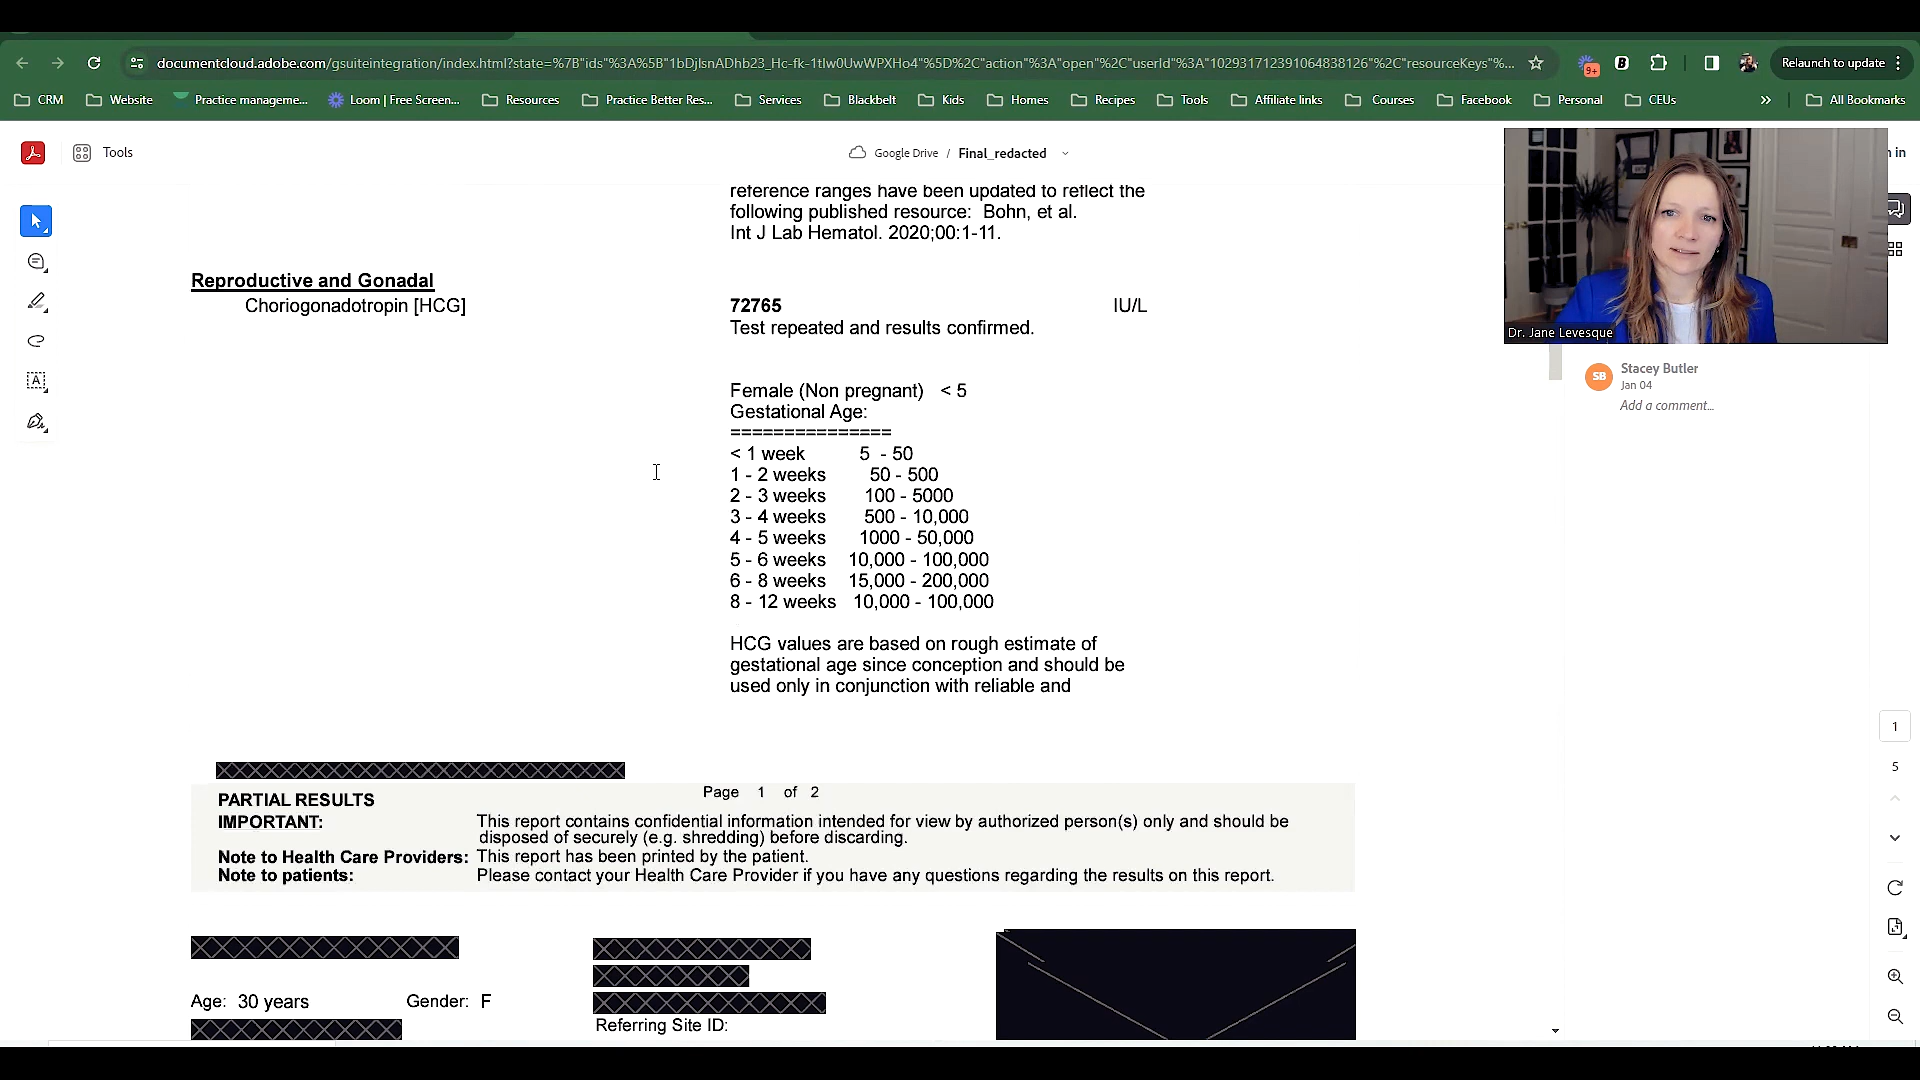 documentcloud.adobe.com/gsuiteintegration/index.html?state=%7B"ids"%3A%5B"1bDjlsnADhb23_Hc-fk-1tlw0UwWPXHo4"%5D%2C"action"%3A"open"%2C"userId"%3A"102931712391064838126"%2C"resourceKeys"%...
9+
Relaunch to update
CRM
Website
Practice manageme...
Loom | Free Screen...
Resources
Practice Better Res...
Services
Blackbelt
Kids
Homes
Recipes
Tools
Affiliate links
Courses
Facebook
Personal
CEUs
All Bookmarks
Tools
Google Drive / Final_redacted
n in
reference ranges have been updated to reflect the
following published resource: Bohn, et al.
Int J Lab Hematol. 2020;00:1-11.
Reproductive and Gonadal
Choriogonadotropin [HCG] 72765 IU/L
Test repeated and results confirmed.
Dr. Jane Levesque
SB
Stacey Butler
Jan 04
Add a comment...
Female (Non pregnant) < 5
Gestational Age:
===============
< 1 week 5 - 50
1 - 2 weeks 50 - 500
2 - 3 weeks 100 - 5000
3 - 4 weeks 500 - 10,000
4 - 5 weeks 1000 - 50,000
5 - 6 weeks 10,000 - 100,000
6 - 8 weeks 15,000 - 200,000
8 - 12 weeks 10,000 - 100,000
HCG values are based on rough estimate of
gestational age since conception and should be
used only in conjunction with reliable and
1
5
Page 1 of 2
PARTIAL RESULTS
IMPORTANT: This report contains confidential information intended for view by authorized person(s) only and should be
disposed of securely (e.g. shredding) before discarding.
Note to Health Care Providers: This report has been printed by the patient.
Note to patients: Please contact your Health Care Provider if you have any questions regarding the results on this report.
Age: 30 years Gender: F
Referring Site ID: